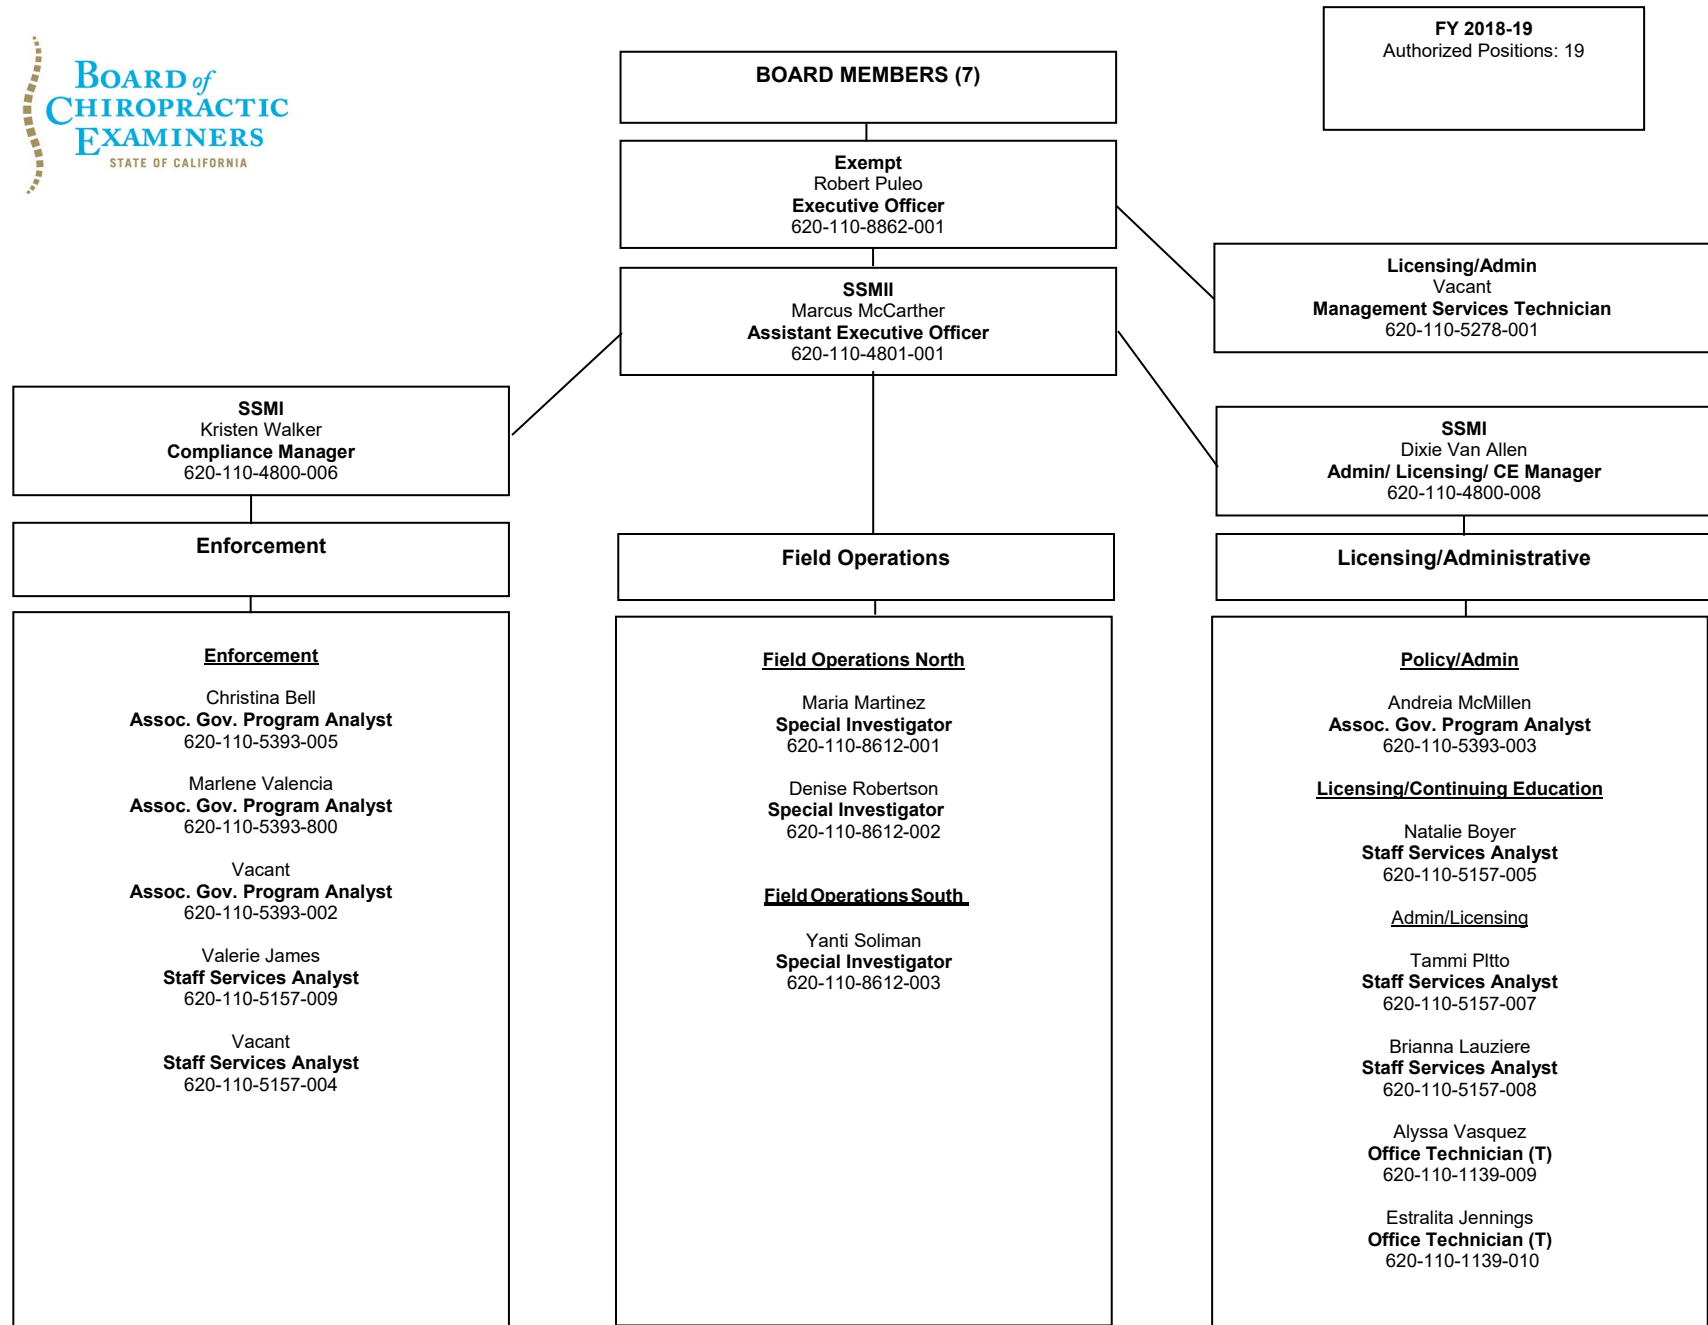 BOARD of
CHIROPRACTIC
EXAMINERS
STATE OF CALIFORNIA
FY 2018-19
Authorized Positions: 19
BOARD MEMBERS (7)
Exempt
Robert Puleo
Executive Officer
620-110-8862-001
Licensing/Admin
Vacant
Management Services Technician
620-110-5278-001
SSMII
Marcus McCarther
Assistant Executive Officer
620-110-4801-001
SSMI
Kristen Walker
Compliance Manager
620-110-4800-006
SSMI
Dixie Van Allen
Admin/ Licensing/ CE Manager
620-110-4800-008
Enforcement
Field Operations
Licensing/Administrative
Enforcement
Christina Bell
Assoc. Gov. Program Analyst
620-110-5393-005
Marlene Valencia
Assoc. Gov. Program Analyst
620-110-5393-800
Vacant
Assoc. Gov. Program Analyst
620-110-5393-002
Valerie James
Staff Services Analyst
620-110-5157-009
Vacant
Staff Services Analyst
620-110-5157-004
Field Operations North
Maria Martinez
Special Investigator
620-110-8612-001
Denise Robertson
Special Investigator
620-110-8612-002
Field Operations South
Yanti Soliman
Special Investigator
620-110-8612-003
Policy/Admin
Andreia McMillen
Assoc. Gov. Program Analyst
620-110-5393-003
Licensing/Continuing Education
Natalie Boyer
Staff Services Analyst
620-110-5157-005
Admin/Licensing
Tammi Pltto
Staff Services Analyst
620-110-5157-007
Brianna Lauziere
Staff Services Analyst
620-110-5157-008
Alyssa Vasquez
Office Technician (T)
620-110-1139-009
Estralita Jennings
Office Technician (T)
620-110-1139-010